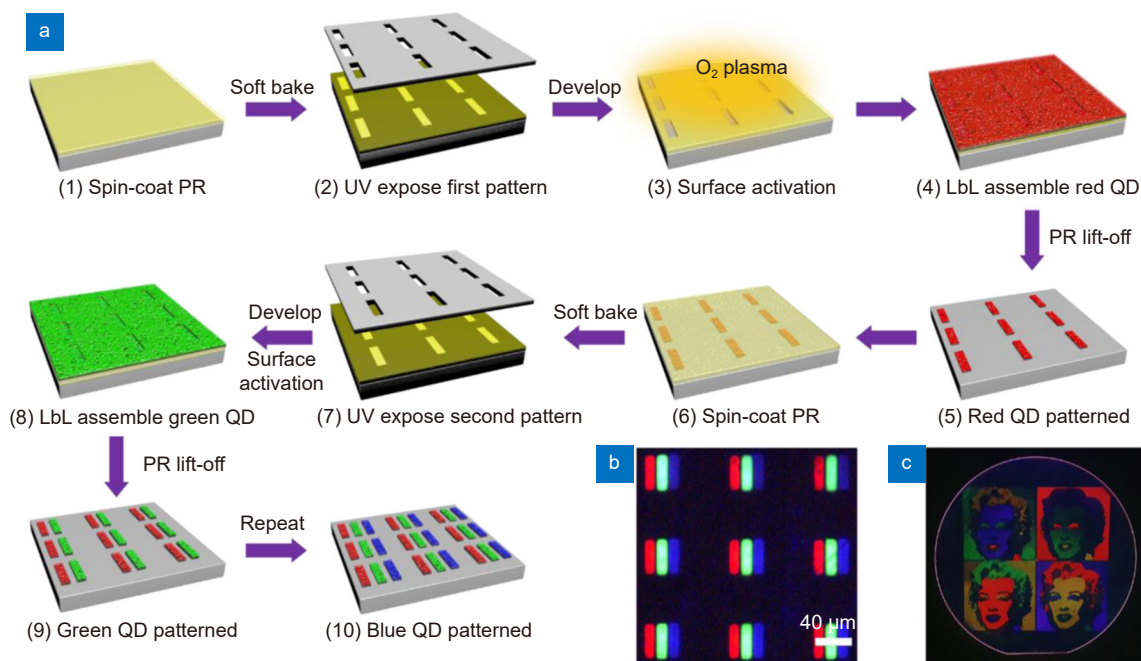 a
Soft bake
Develop
O₂ plasma
(1) Spin-coat PR
(2) UV expose first pattern
(3) Surface activation
(4) LbL assemble red QD
PR lift-off
Develop
Surface
activation
Soft bake
(8) LbL assemble green QD
(7) UV expose second pattern
(6) Spin-coat PR
(5) Red QD patterned
PR lift-off
Repeat
(9) Green QD patterned
(10) Blue QD patterned
b
40 μm
c